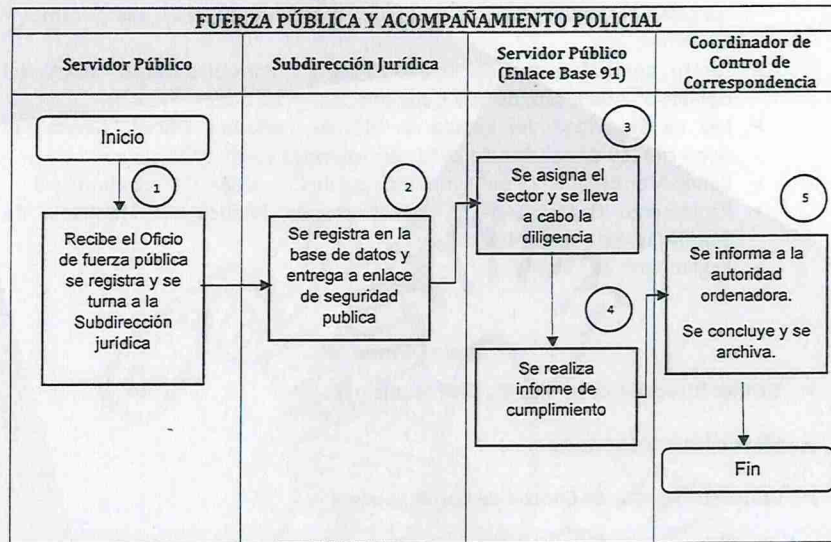 FUERZA PÚBLICA Y ACOMPAÑAMIENTO POLICIAL
Servidor Público
Subdirección Jurídica
Servidor Público
(Enlace Base 91)
Coordinador de
Control de
Correspondencia
Inicio
1
Recibe el Oficio
de fuerza pública
se registra y se
turna a la
Subdirección
jurídica
2
Se registra en la
base de datos y
entrega a enlace
de seguridad
publica
3
Se asigna el
sector y se lleva
a cabo la
diligencia
4
Se realiza
informe de
cumplimiento
5
Se informa a la
autoridad
ordenadora.
Se concluye y se
archiva.
Fin